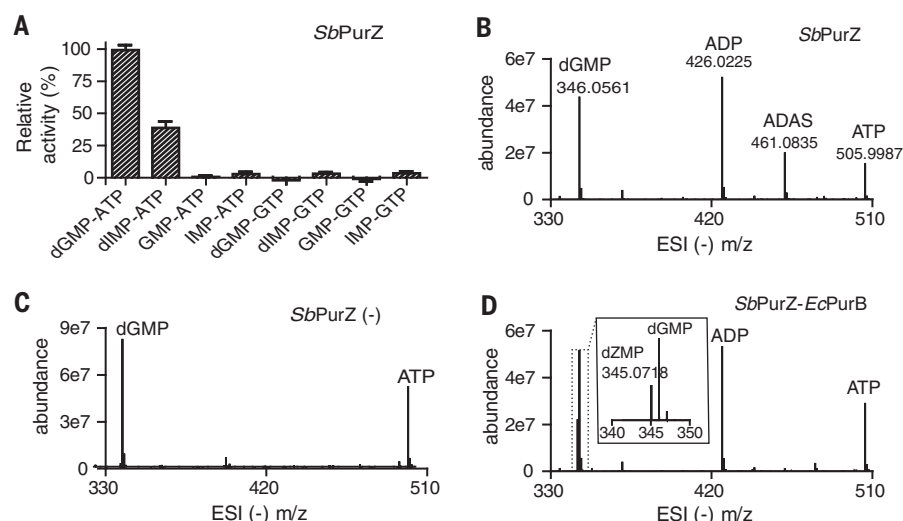 A
SbPurZ
Relative
activity (%)
100
75
50
25
0
dGMP-ATP
dIMP-ATP
GMP-ATP
IMP-ATP
dGMP-GTP
dIMP-GTP
GMP-GTP
IMP-GTP
B
SbPurZ
abundance
6e7
4e7
2e7
0
dGMP
346.0561
ADP
426.0225
ADAS
461.0835
ATP
505.9987
330
420
510
ESI (-) m/z
C
SbPurZ (-)
abundance
9e7
6e7
3e7
0
dGMP
ATP
330
420
510
ESI (-) m/z
D
SbPurZ-EcPurB
abundance
6e7
4e7
2e7
0
dGMP
dZMP
345.0718
340
345
350
ADP
ATP
330
420
510
ESI (-) m/z